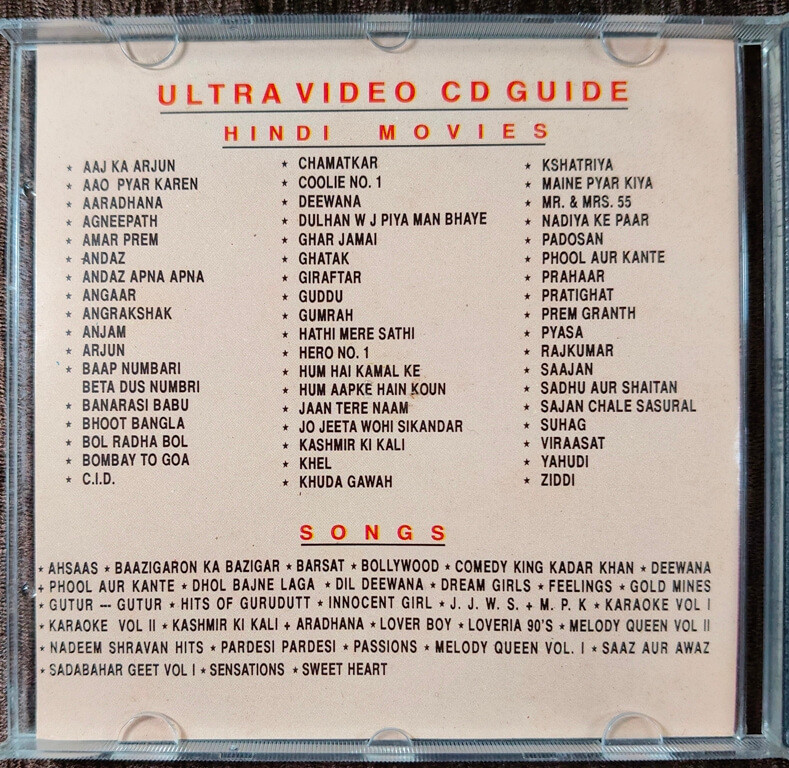 ULTRA VIDEO CD GUIDE
HINDI MOVIES
* AAJ KA ARJUN
* AAO PYAR KAREN
* AARADHANA
* AGNEEPATH
* AMAR PREM
* ANDAZ
* ANDAZ APNA APNA
* ANGAAR
* ANGRAKSHAK
* ANJAM
* ARJUN
* BAAP NUMBARI
BETA DUS NUMBRI
* BANARASI BABU
* BHOOT BANGLA
* BOL RADHA BOL
* BOMBAY TO GOA
* C.I.D.
* CHAMATKAR
* COOLIE NO. 1
* DEEWANA
* DULHAN W J PIYA MAN BHAYE
* GHAR JAMAI
* GHATAK
* GIRAFTAR
* GUDDU
* GUMRAH
* HATHI MERE SATHI
* HERO NO. 1
* HUM HAI KAMAL KE
* HUM AAPKE HAIN KOUN
* JAAN TERE NAAM
* JO JEETA WOHI SIKANDAR
* KASHMIR KI KALI
* KHEL
* KHUDA GAWAH
* KSHATRIYA
* MAINE PYAR KIYA
* MR. & MRS. 55
* NADIYA KE PAAR
* PADOSAN
* PHOOL AUR KANTE
* PRAHAAR
* PRATIGHAT
* PREM GRANTH
* PYASA
* RAJKUMAR
* SAAJAN
* SADHU AUR SHAITAN
* SAJAN CHALE SASURAL
* SUHAG
* VIRAASAT
* YAHUDI
* ZIDDI
SONGS
* AHSAAS * BAAZIGARON KA BAZIGAR * BARSAT * BOLLYWOOD * COMEDY KING KADAR KHAN * DEEWANA
+ PHOOL AUR KANTE * DHOL BAJNE LAGA * DIL DEEWANA * DREAM GIRLS * FEELINGS * GOLD MINES
* GUTUR --- GUTUR * HITS OF GURUDUTT * INNOCENT GIRL * J. J. W. S. + M. P. K * KARAOKE VOL I
* KARAOKE VOL II * KASHMIR KI KALI + ARADHANA * LOVER BOY * LOVERIA 90'S * MELODY QUEEN VOL II
* NADEEM SHRAVAN HITS * PARDESI PARDESI * PASSIONS * MELODY QUEEN VOL. I * SAAZ AUR AWAZ
* SADABAHAR GEET VOL I * SENSATIONS * SWEET HEART